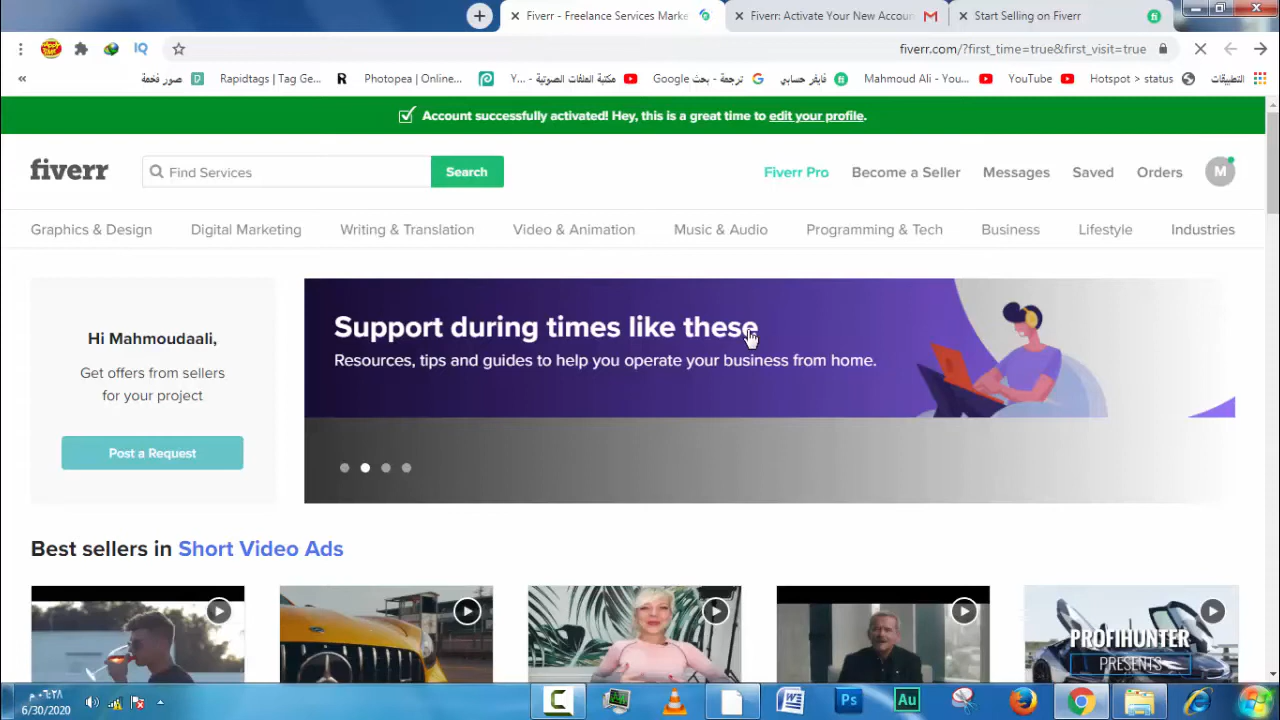 Fiverr - Freelance Services Marke
Fiverr: Activate Your New Accoun
Start Selling on Fiverr
fiverr.com/?first_time=true&first_visit=true
صور فخمة
Rapidtags | Tag Ge...
Photopea | Online...
مكتبة الملفات الصوتية - Y...
ترجمة - بحث Google
فايفر حسابي
Mahmoud Ali - You...
YouTube
Hotspot > status
التطبيقات
Account successfully activated! Hey, this is a great time to edit your profile.
fiverr
Find Services
Search
Fiverr Pro
Become a Seller
Messages
Saved
Orders
M
Graphics & Design
Digital Marketing
Writing & Translation
Video & Animation
Music & Audio
Programming & Tech
Business
Lifestyle
Industries
Hi Mahmoudaali,
Get offers from sellers
for your project
Post a Request
Support during times like these
Resources, tips and guides to help you operate your business from home.
Best sellers in Short Video Ads
PROFIHUNTER
PRESENTS
6/30/2020